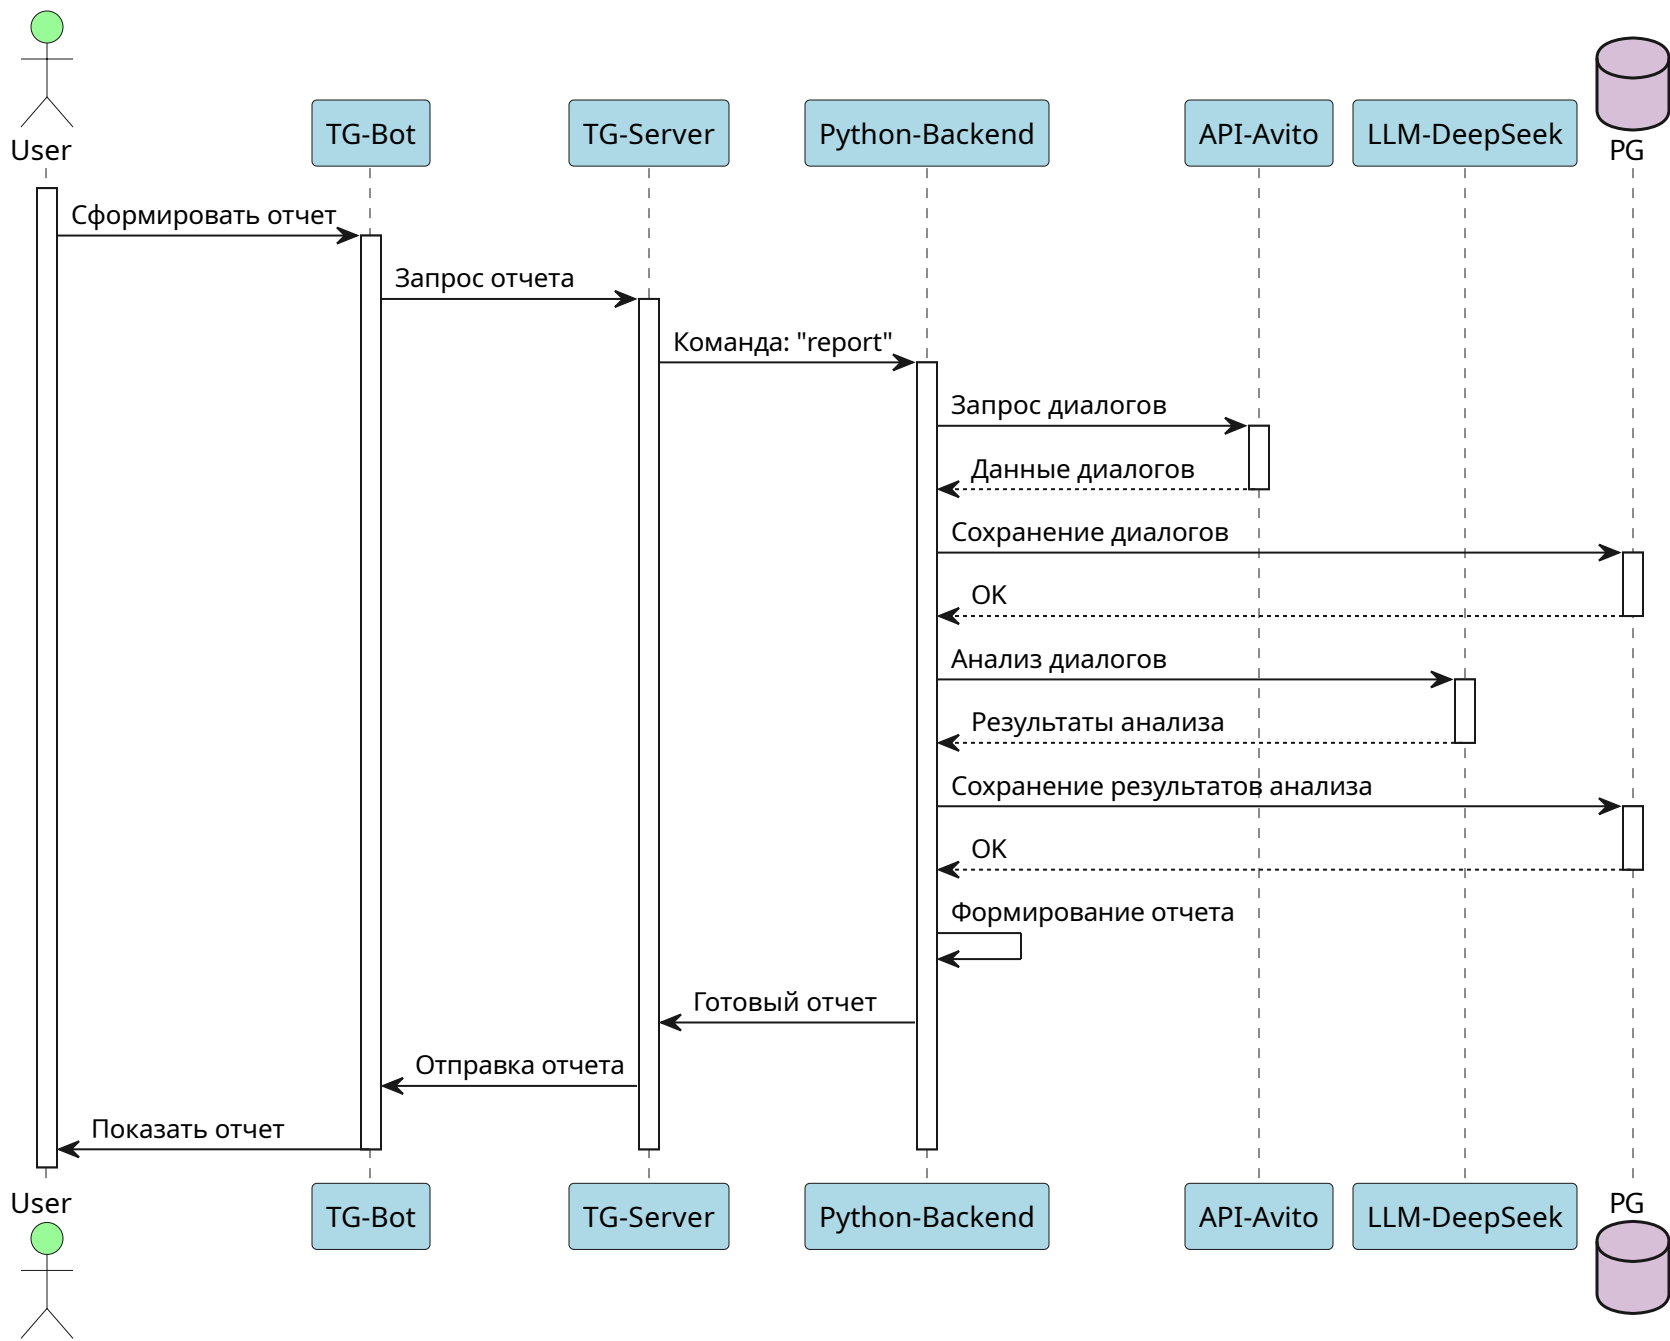 User
TG-Bot
TG-Server
Python-Backend
API-Avito
LLM-DeepSeek
PG
Сформировать отчет
Запрос отчета
Команда: "report"
Запрос диалогов
Данные диалогов
Сохранение диалогов
OK
Анализ диалогов
Результаты анализа
Сохранение результатов анализа
OK
Формирование отчета
Готовый отчет
Отправка отчета
Показать отчет
User
TG-Bot
TG-Server
Python-Backend
API-Avito
LLM-DeepSeek
PG